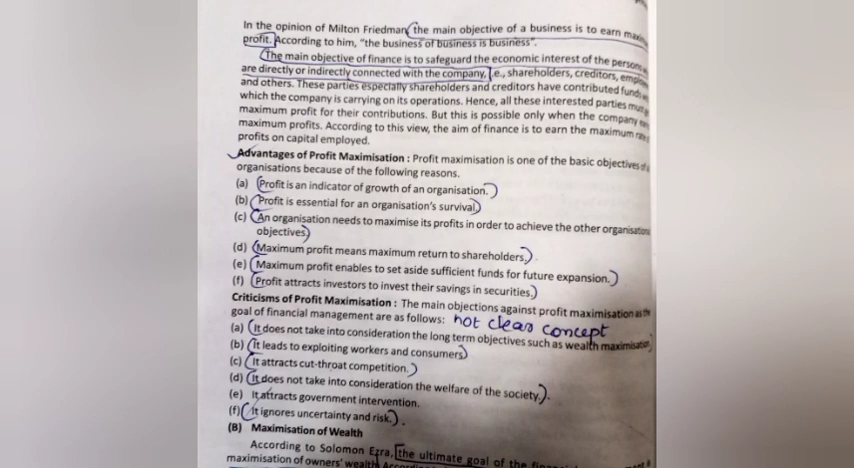 In the opinion of Milton Friedman, the main objective of a business is to earn
profit. According to him, "the business of business is business".
The main objective of finance is to safeguard the economic interest of the persons
are directly or indirectly connected with the company, i.e., shareholders, creditors,
and others. These parties especially shareholders and creditors have contributed funds
which the company is carrying on its operations. Hence, all these interested parties must
maximum profit for their contributions. But this is possible only when the company
maximum profits. According to this view, the aim of finance is to earn the maximum
profits on capital employed.
Advantages of Profit Maximisation : Profit maximisation is one of the basic objectives
organisations because of the following reasons.
(a) Profit is an indicator of growth of an organisation.
(b) Profit is essential for an organisation's survival.
(c) An organisation needs to maximise its profits in order to achieve the other
objectives.
(d) Maximum profit means maximum return to shareholders.
(e) Maximum profit enables to set aside sufficient funds for future expansion.
(f) Profit attracts investors to invest their savings in securities.
Criticisms of Profit Maximisation : The main objections against profit maximisation as the
goal of financial management are as follows: not clear concept
(a) It does not take into consideration the long term objectives such as wealth maximisation
(b) It leads to exploiting workers and consumers
(c) It attracts cut-throat competition.
(d) It does not take into consideration the welfare of the society.
(e) It attracts government intervention.
(f) It ignores uncertainty and risk.
(B) Maximisation of Wealth
According to Solomon Ezra, the ultimate goal of the
maximisation of owners' wealth.